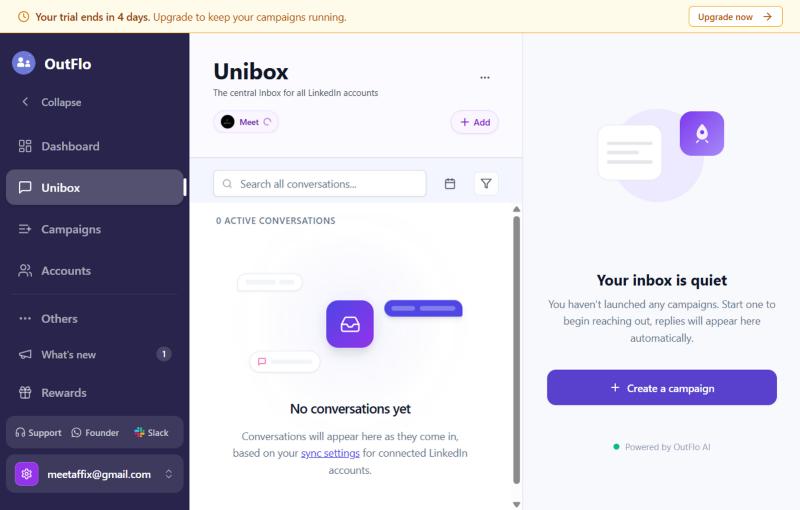 Your trial ends in 4 days. Upgrade to keep your campaigns running.
Upgrade now
OutFlo
Collapse
Dashboard
Unibox
Campaigns
Accounts
Others
What's new
1
Rewards
Support
Founder
Slack
meetaffix@gmail.com
Unibox
The central Inbox for all LinkedIn accounts
Meet
Add
Search all conversations...
0 ACTIVE CONVERSATIONS
No conversations yet
Conversations will appear here as they come in,
based on your sync settings for connected LinkedIn
accounts.
Your inbox is quiet
You haven't launched any campaigns. Start one to
begin reaching out, replies will appear here
automatically.
Create a campaign
Powered by OutFlo AI